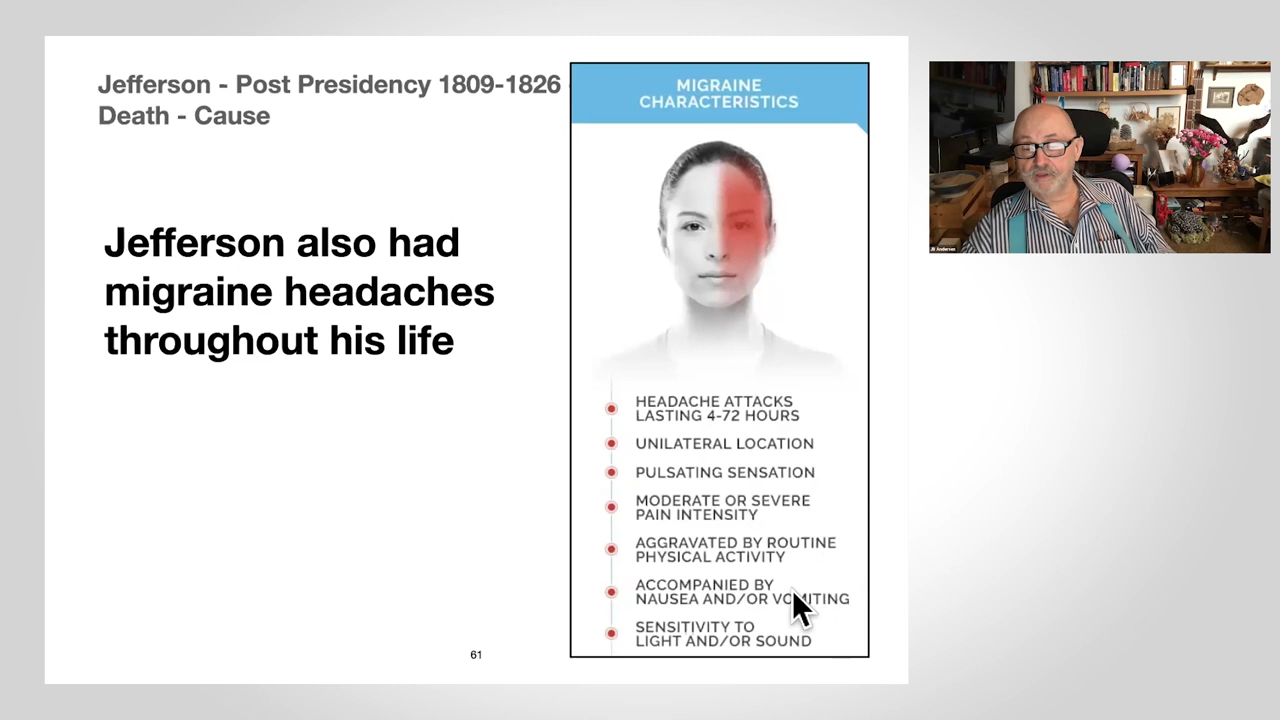 Jefferson - Post Presidency 1809-1826
Death - Cause
Jefferson also had
migraine headaches
throughout his life
61
MIGRAINE
CHARACTERISTICS
HEADACHE ATTACKS
LASTING 4-72 HOURS
UNILATERAL LOCATION
PULSATING SENSATION
MODERATE OR SEVERE
PAIN INTENSITY
AGGRAVATED BY ROUTINE
PHYSICAL ACTIVITY
ACCOMPANIED BY
NAUSEA AND/OR VOMITING
SENSITIVITY TO
LIGHT AND/OR SOUND